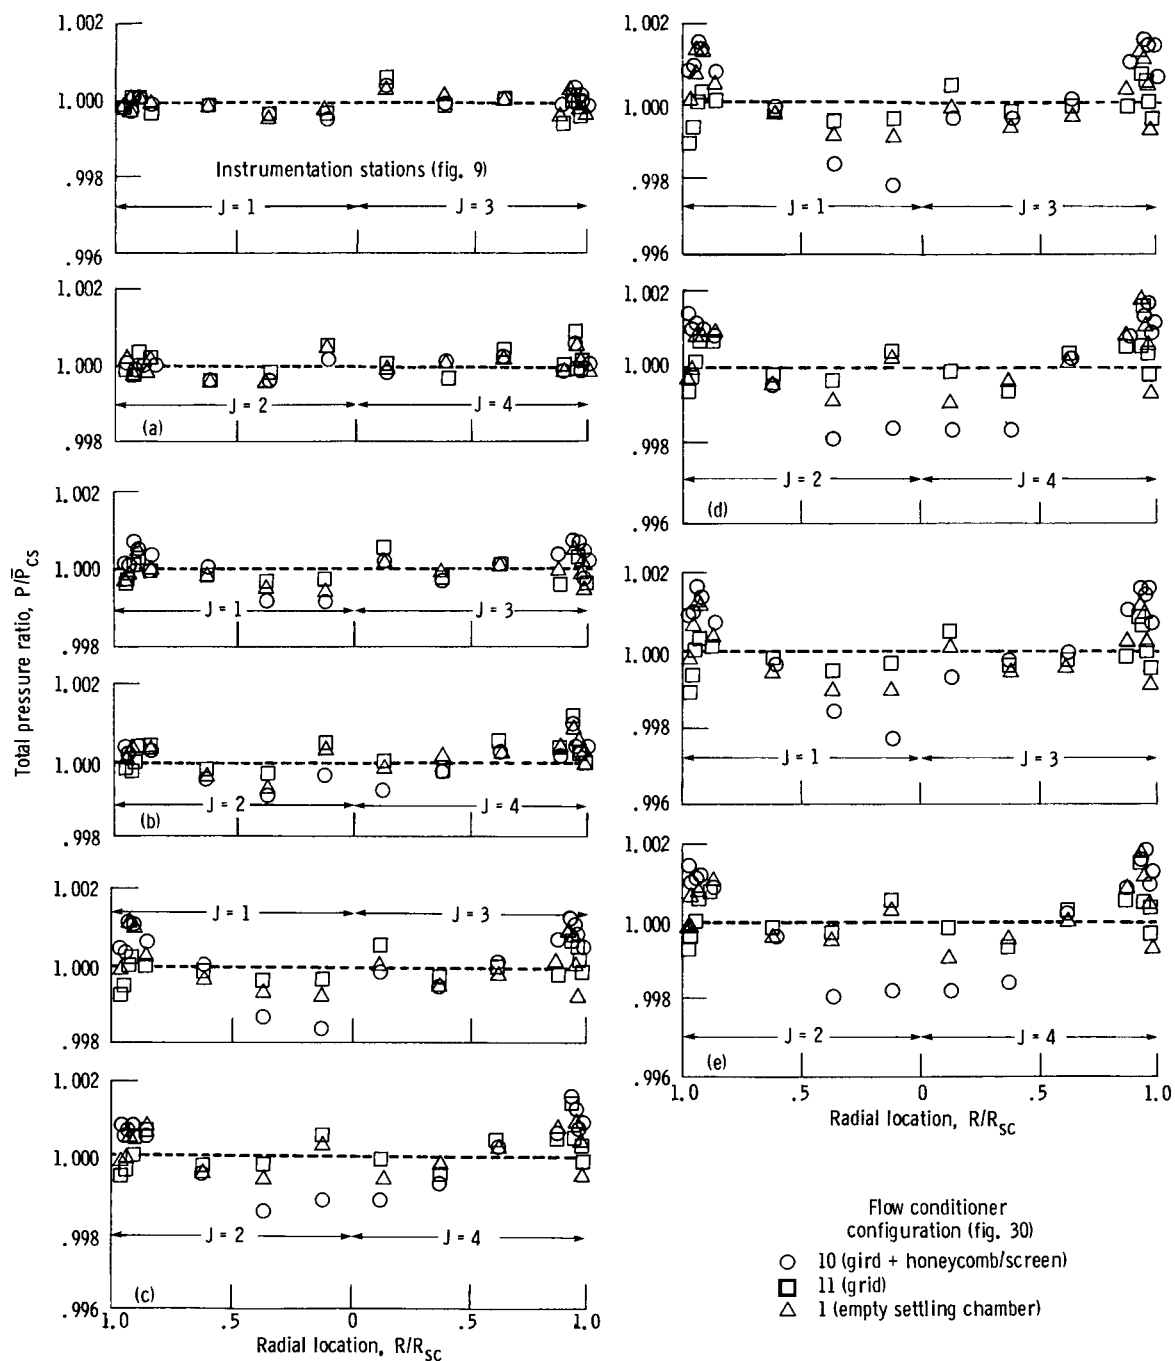 Total pressure ratio, P/P̅CS
1.002
1.000
.998
.996
Instrumentation stations (fig. 9)
J = 1
J = 3
1.002
1.000
.998
J = 2
J = 4
(a)
1.002
1.000
.998
J = 1
J = 3
1.002
1.000
.998
J = 2
J = 4
(b)
1.002
1.000
.998
J = 1
J = 3
1.002
1.000
.998
.996
J = 2
J = 4
(c)
1.0
.5
0
.5
1.0
Radial location, R/RSC
1.002
1.000
.998
.996
J = 1
J = 3
1.002
1.000
.998
.996
J = 2
J = 4
(d)
1.002
1.000
.998
.996
J = 1
J = 3
1.002
1.000
.998
.996
J = 2
J = 4
(e)
1.0
.5
0
.5
1.0
Radial location, R/RSC
Flow conditioner
configuration (fig. 30)
10 (gird + honeycomb/screen)
11 (grid)
1 (empty settling chamber)